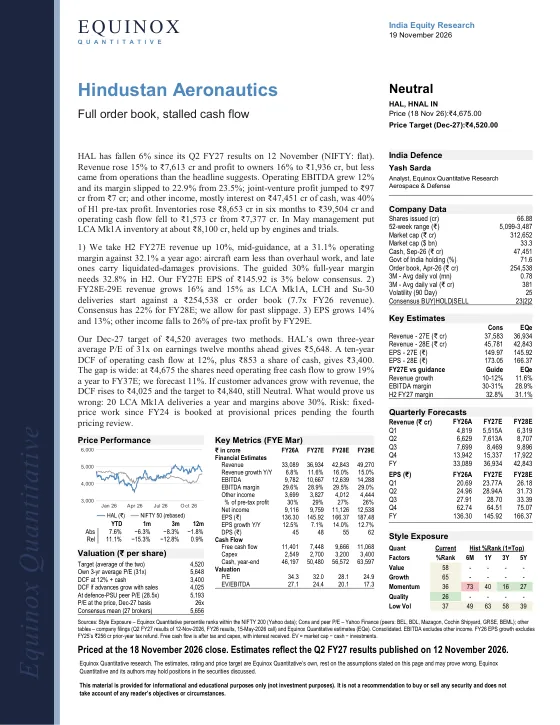 EQUINOX
QUANTITATIVE
India Equity Research
19 November 2026
Hindustan Aeronautics
Full order book, stalled cash flow
Neutral
HAL, HNAL IN
Price (18 Nov 26):₹4,675.00
Price Target (Dec-27):₹4,520.00
HAL has fallen 6% since its Q2 FY27 results on 12 November (NIFTY: flat).
Revenue rose 15% to ₹7,613 cr and profit to owners 16% to ₹1,936 cr, but less
came from operations than the headline suggests. Operating EBITDA grew 12%
and its margin slipped to 22.9% from 23.5%; joint-venture profit jumped to ₹97
cr from ₹7 cr; and other income, mostly interest on ₹47,451 cr of cash, was 40%
of H1 pre-tax profit. Inventories rose ₹8,653 cr in six months to ₹39,504 cr and
operating cash flow fell to ₹1,573 cr from ₹7,377 cr. In May management put
LCA Mk1A inventory at about ₹8,100 crore, held up by engines and trials.
1) We take H2 FY27E revenue up 10%, mid-guidance, at a 31.1% operating
margin against 32.1% a year ago: aircraft earn less than overhaul work, and late
ones carry liquidated-damages provisions. The guided 30% full-year margin
needs 32.8% in H2. Our FY27E EPS of ₹145.92 is 3% below consensus. 2)
FY28E-29E revenue grows 16% and 15% as LCA Mk1A, LCH and Su-30
deliveries start against a ₹254,538 cr order book (7.7x FY26 revenue).
Consensus has 22% for FY28E; we allow for past slippage. 3) EPS grows 14%
and 13%; other income falls to 26% of pre-tax profit by FY29E.
Our Dec-27 target of ₹4,520 averages two methods. HAL's own three-year
average P/E of 31x on earnings twelve months ahead gives ₹5,648. A ten-year
DCF of operating cash flow at 12%, plus ₹853 a share of cash, gives ₹3,400.
The gap is wide: at ₹4,675 the shares need operating free cash flow to grow 19%
a year to FY37E; we forecast 11%. If customer advances grow with revenue, the
DCF rises to ₹4,025 and the target to ₹4,840, still Neutral. What would prove us
wrong: 20 LCA Mk1A deliveries a year and margins above 30%. Risk: fixed-
price work since FY24 is booked at provisional prices pending the fourth
pricing review.
India Defence
Yash Sarda
Analyst, Equinox Quantitative Research
Aerospace & Defense
Company Data
Shares issued (cr) 66.88
52-week range (₹) 5,099-3,487
Market cap (₹ cr) 312,652
Market cap ($ bn) 33.3
Cash, Sep-26 (₹ cr) 47,451
Govt of India holding (%) 71.6
Order book, Apr-26 (₹ cr) 254,538
3M - Avg daily vol (mn) 0.78
3M - Avg daily val (₹ cr) 381
Volatility (90 Day) 25
Consensus BUY|HOLD|SELL 23|2|2
Key Estimates
Cons EQe
Revenue - 27E (₹ cr) 37,583 36,934
Revenue - 28E (₹ cr) 45,781 42,843
EPS - 27E (₹) 149.97 145.92
EPS - 28E (₹) 173.05 166.37
FY27E vs guidance Guide EQe
Revenue growth 10-12% 11.6%
EBITDA margin 30-31% 28.9%
H2 FY27 margin 32.8% 31.1%
Quarterly Forecasts
Revenue (₹ cr) FY26A FY27E FY28E
Q1 4,819 5,515A 6,319
Q2 6,629 7,613A 8,707
Q3 7,699 8,469 9,896
Q4 13,942 15,337 17,922
FY 33,089 36,934 42,843
EPS (₹) FY26A FY27E FY28E
Q1 20.69 23.77A 26.18
Q2 24.96 28.94A 31.73
Q3 27.91 28.70 33.39
Q4 62.74 64.51 75.07
FY 136.30 145.92 166.37
Price Performance
6,000
5,000
4,000
3,000
Jan 26 Apr 26 Jul 26 Oct 26
HAL (₹) NIFTY 50 (rebased)
YTD 1m 3m 12m
Abs 7.6% -6.3% -8.3% -1.8%
Rel 11.1% -15.3% -12.8% 0.9%
Valuation (₹ per share)
Target (average of the two) 4,520
Own 3-yr average P/E (31x) 5,648
DCF at 12% + cash 3,400
DCF if advances grow with sales 4,025
At defence-PSU peer P/E (28.5x) 5,193
P/E at the price, Dec-27 basis 26x
Consensus mean (27 brokers) 5,656
Key Metrics (FYE Mar)
₹ in crore FY26A FY27E FY28E FY29E
Financial Estimates
Revenue 33,089 36,934 42,843 49,270
Revenue growth Y/Y 6.8% 11.6% 16.0% 15.0%
EBITDA 9,782 10,667 12,639 14,288
EBITDA margin 29.6% 28.9% 29.5% 29.0%
Other income 3,699 3,827 4,012 4,444
% of pre-tax profit 30% 29% 27% 26%
Net income 9,116 9,759 11,126 12,538
EPS (₹) 136.30 145.92 166.37 187.48
EPS growth Y/Y 12.5% 7.1% 14.0% 12.7%
DPS 45 48 55 62
Cash Flow
Free cash flow 11,401 7,448 9,666 11,068
Capex 2,549 2,700 3,200 3,400
Cash, year-end 46,197 50,480 56,572 63,597
Valuation
P/E 34.3 32.0 28.1 24.9
EV/EBITDA 27.1 24.4 20.1 17.3
Style Exposure
Quant Current Hist %Rank (1=Top)
Factors %Rank 6M 1Y 3Y 5Y
Value 58 - - - -
Growth 65 - - - -
Momentum 36 73 40 16 27
Quality 26 - - - -
Low Vol 37 49 63 58 39
Sources: Style Exposure – Equinox Quantitative percentile rank within the NIFTY 200 (Yahoo data); Cons and peer P/E – Yahoo Finance (peers: BEL, BDL, Mazagon, Cochin Shipyard, GRSE, BEML); other
tables – company filings (Q2 FY27 results of 12-Nov-2026, FY26 results, 15-May-2026 call) and Equinox Quantitative estimates (EQe). Consolidated. EBITDA excludes other income. FY26 EPS growth excludes
FY25's ₹256 cr prior-year tax refund. Free cash flow is after tax and capex, with interest received. EV = market cap − cash − investments.
Priced at the 18 November 2026 close. Estimates reflect the Q2 FY27 results published on 12 November 2026.
Equinox Quantitative research. The estimates, rating and price target are Equinox Quantitative's own, rest on the assumptions stated on this page and may prove wrong. Equinox Quantitative
and its authors may hold positions in the securities discussed.
This material is provided for informational and educational purposes only (not investment purposes). It is not a recommendation to buy or sell any security and does not
take account of any reader's objectives or circumstances.
Equinox Quantitative